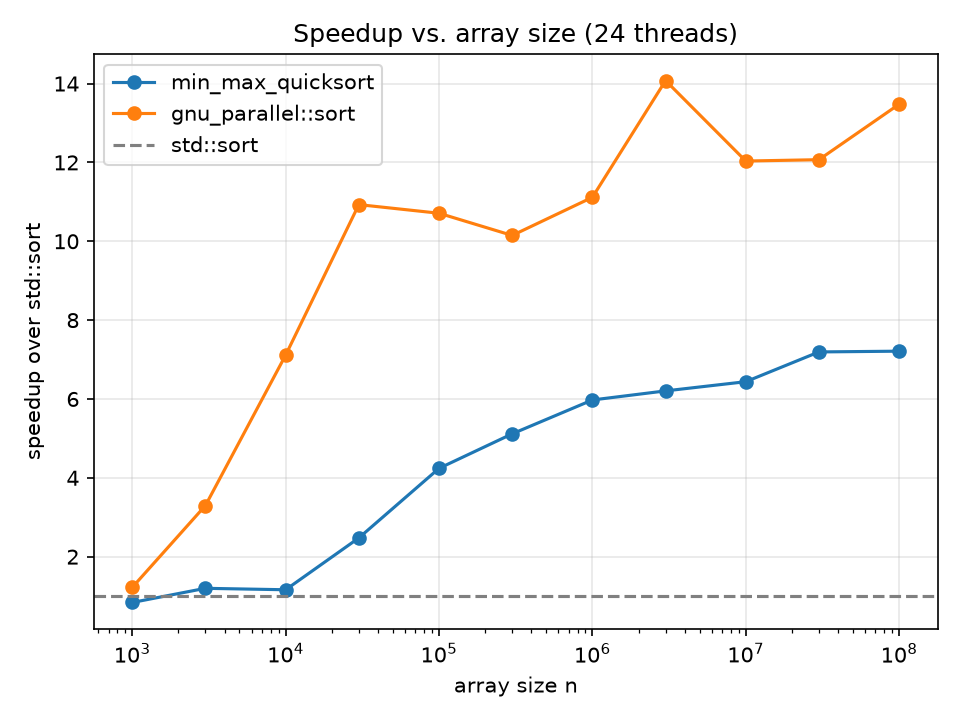 Speedup vs. array size (24 threads)
min_max_quicksort
gnu_parallel::sort
std::sort
speedup over std::sort
14
12
10
8
6
4
2
10³
10⁴
10⁵
10⁶
10⁷
10⁸
array size n